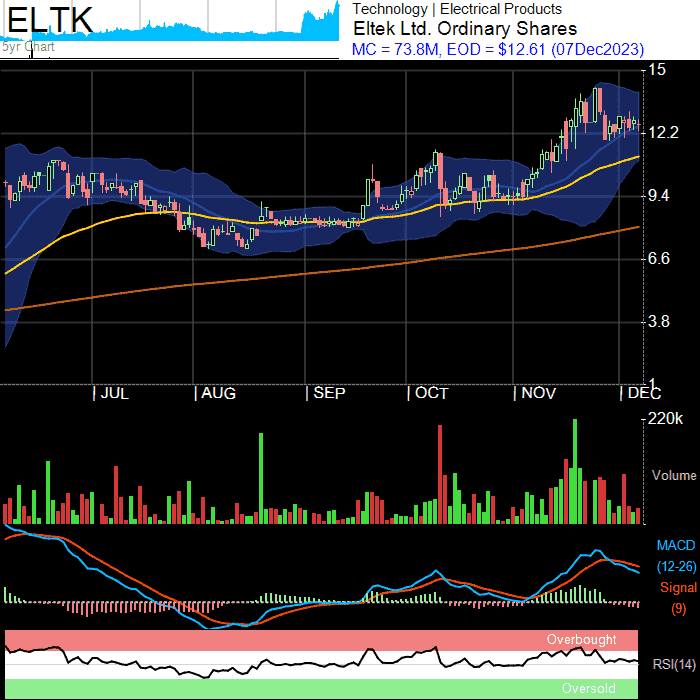 ELTK
5yr Chart
Technology | Electrical Products
Eltek Ltd. Ordinary Shares
MC = 73.8M, EOD = $12.61 (07Dec2023)
15
12.2
9.4
6.6
3.8
1
JUL AUG SEP OCT NOV DEC
220k
Volume
MACD
(12-26)
Signal
(9)
Overbought
RSI(14)
Oversold